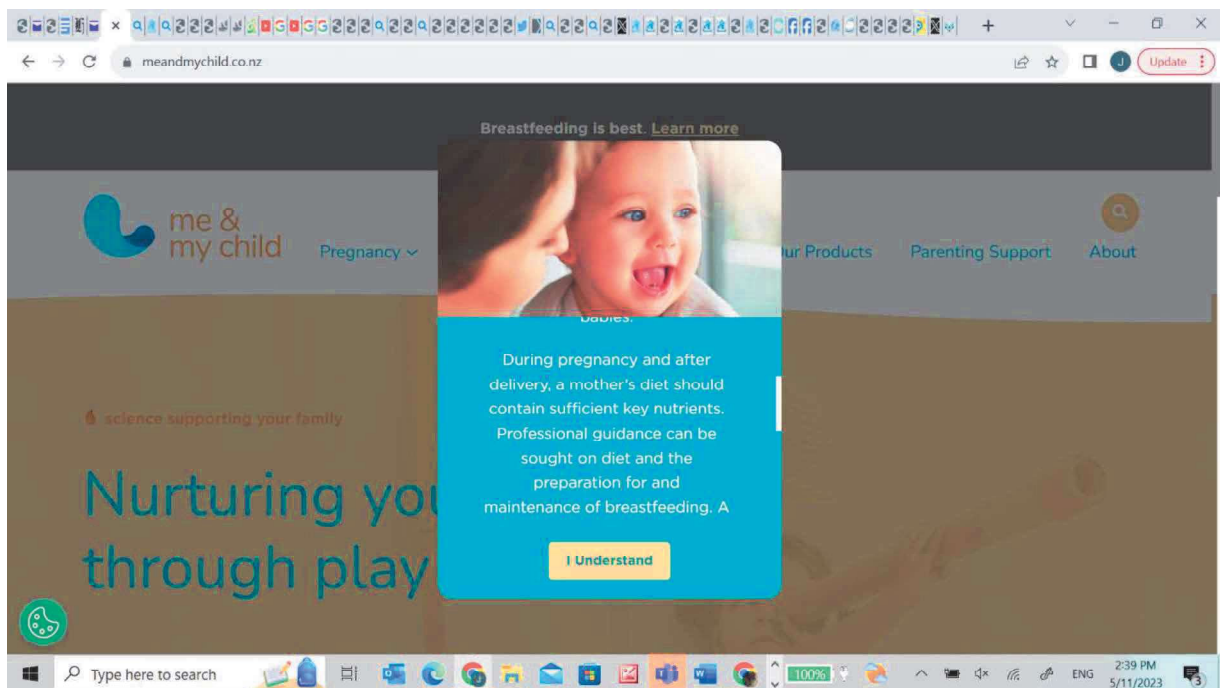 meandmychild.co.nz
J
Update
Breastfeeding is best. Learn more
me &
my child
Pregnancy
ur Products
Parenting Support
About
babies.
During pregnancy and after
delivery, a mother's diet should
contain sufficient key nutrients.
Professional guidance can be
sought on diet and the
preparation for and
maintenance of breastfeeding. A
I Understand
science supporting your family
Nurturing you
through play
Type here to search
100%
ENG
2:39 PM
5/11/2023
3